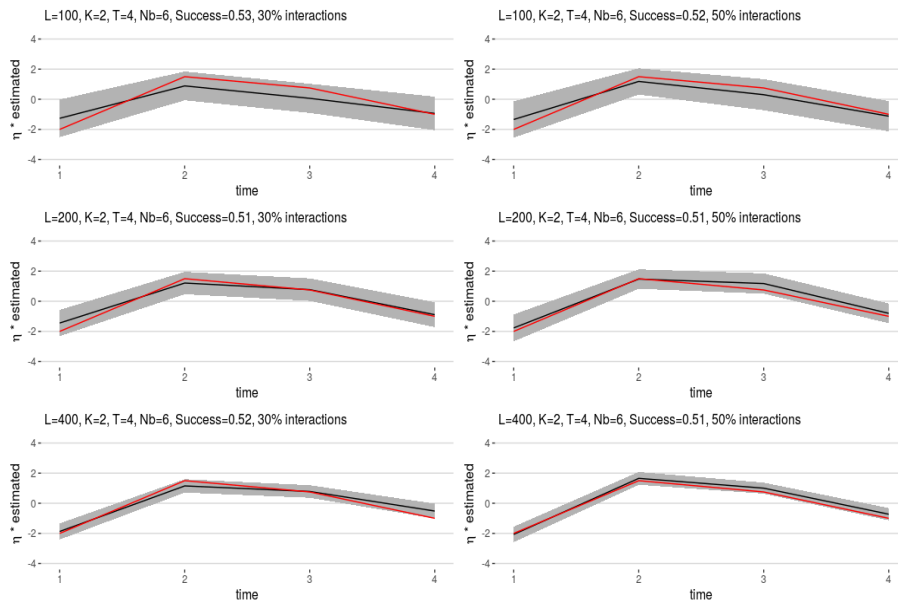 L=100, K=2, T=4, Nb=6, Success=0.53, 30% interactions
η * estimated
4
2
0
-2
-4
1 2 3 4
time
L=100, K=2, T=4, Nb=6, Success=0.52, 50% interactions
η * estimated
4
2
0
-2
-4
1 2 3 4
time
L=200, K=2, T=4, Nb=6, Success=0.51, 30% interactions
η * estimated
4
2
0
-2
-4
1 2 3 4
time
L=200, K=2, T=4, Nb=6, Success=0.51, 50% interactions
η * estimated
4
2
0
-2
-4
1 2 3 4
time
L=400, K=2, T=4, Nb=6, Success=0.52, 30% interactions
η * estimated
4
2
0
-2
-4
1 2 3 4
time
L=400, K=2, T=4, Nb=6, Success=0.51, 50% interactions
η * estimated
4
2
0
-2
-4
1 2 3 4
time